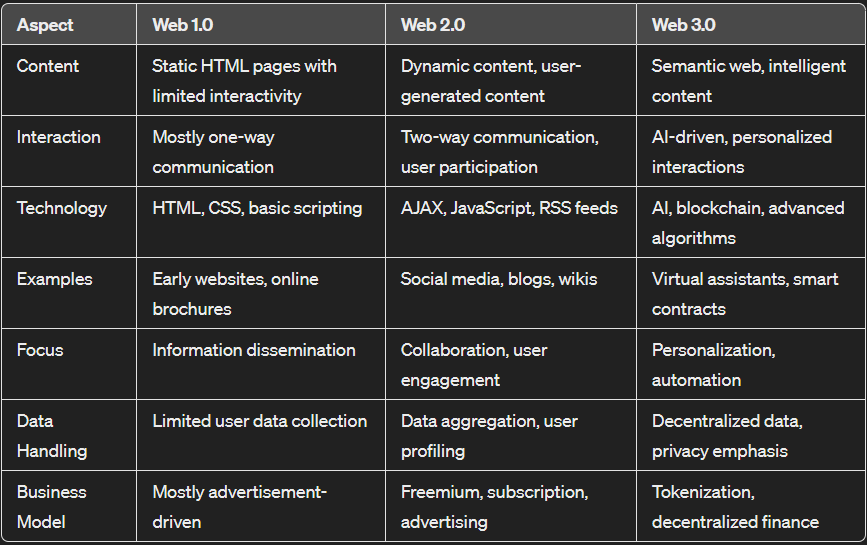 Aspect Web 1.0 Web 2.0 Web 3.0
Content Static HTML pages with Dynamic content, user- Semantic web, intelligent
limited interactivity generated content content
Interaction Mostly one-way Two-way communication, AI-driven, personalized
communication user participation interactions
Technology HTML, CSS, basic scripting AJAX, JavaScript, RSS feeds AI, blockchain, advanced
algorithms
Examples Early websites, online Social media, blogs, wikis Virtual assistants, smart
brochures contracts
Focus Information dissemination Collaboration, user Personalization,
engagement automation
Data Limited user data collection Data aggregation, user Decentralized data,
Handling profiling privacy emphasis
Business Mostly advertisement- Freemium, subscription, Tokenization,
Model driven advertising decentralized finance